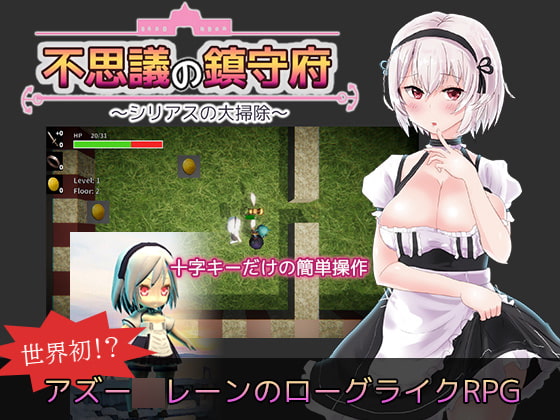 不思議の鎮守府
～シリアスの大掃除～
+0
HP 20/31
+0
Level: 1
Floor: 2
十字キーだけの簡単操作
世界初!?
アズー レーンのローグライクRPG